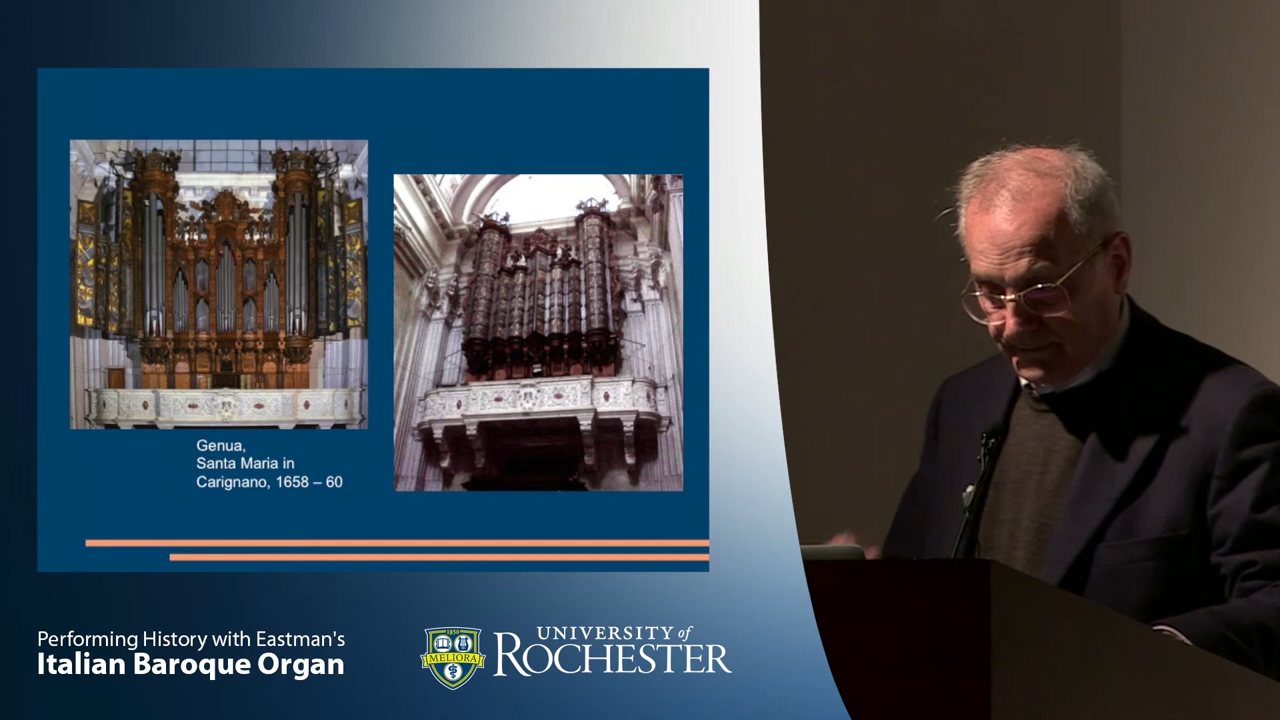 Genua,
Santa Maria in
Carignano, 1658 – 60
Performing History with Eastman's
Italian Baroque Organ
1850
MELIORA
UNIVERSITY of
ROCHESTER